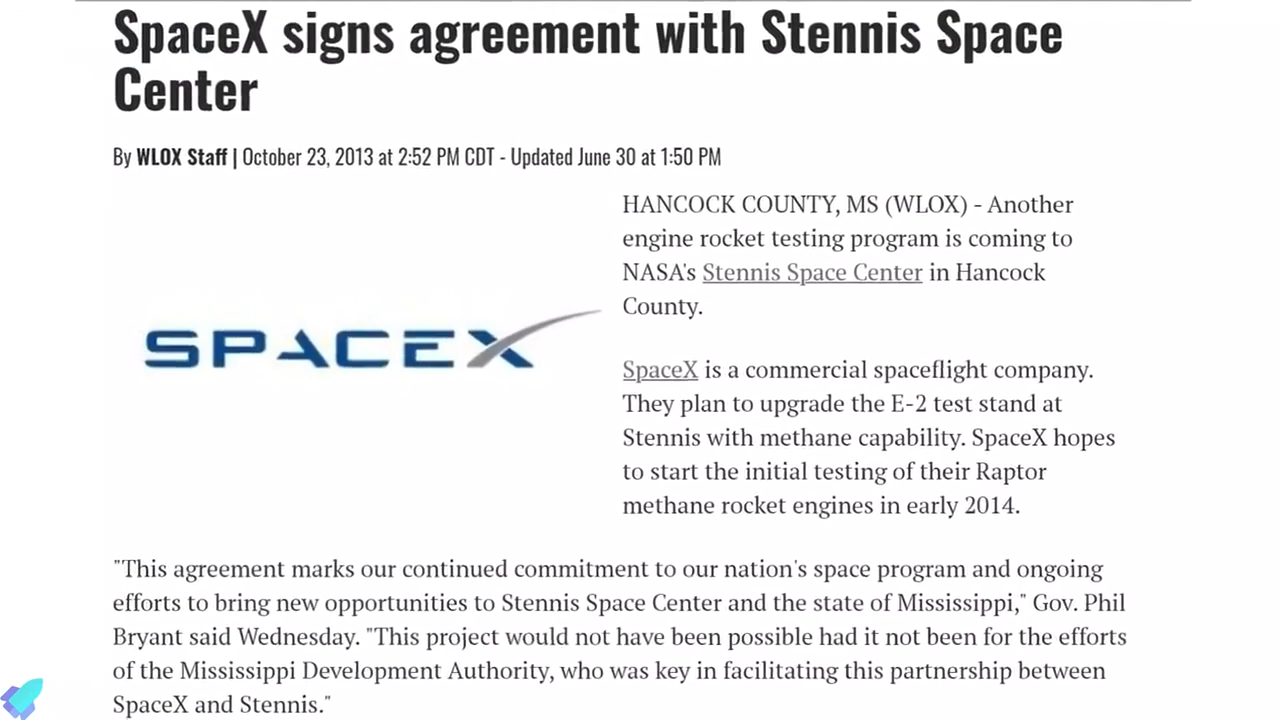 SpaceX signs agreement with Stennis Space
Center
By WLOX Staff | October 23, 2013 at 2:52 PM CDT - Updated June 30 at 1:50 PM
SPACEX
HANCOCK COUNTY, MS (WLOX) - Another
engine rocket testing program is coming to
NASA's Stennis Space Center in Hancock
County.
SpaceX is a commercial spaceflight company.
They plan to upgrade the E-2 test stand at
Stennis with methane capability. SpaceX hopes
to start the initial testing of their Raptor
methane rocket engines in early 2014.
"This agreement marks our continued commitment to our nation's space program and ongoing
efforts to bring new opportunities to Stennis Space Center and the state of Mississippi," Gov. Phil
Bryant said Wednesday. "This project would not have been possible had it not been for the efforts
of the Mississippi Development Authority, who was key in facilitating this partnership between
SpaceX and Stennis."